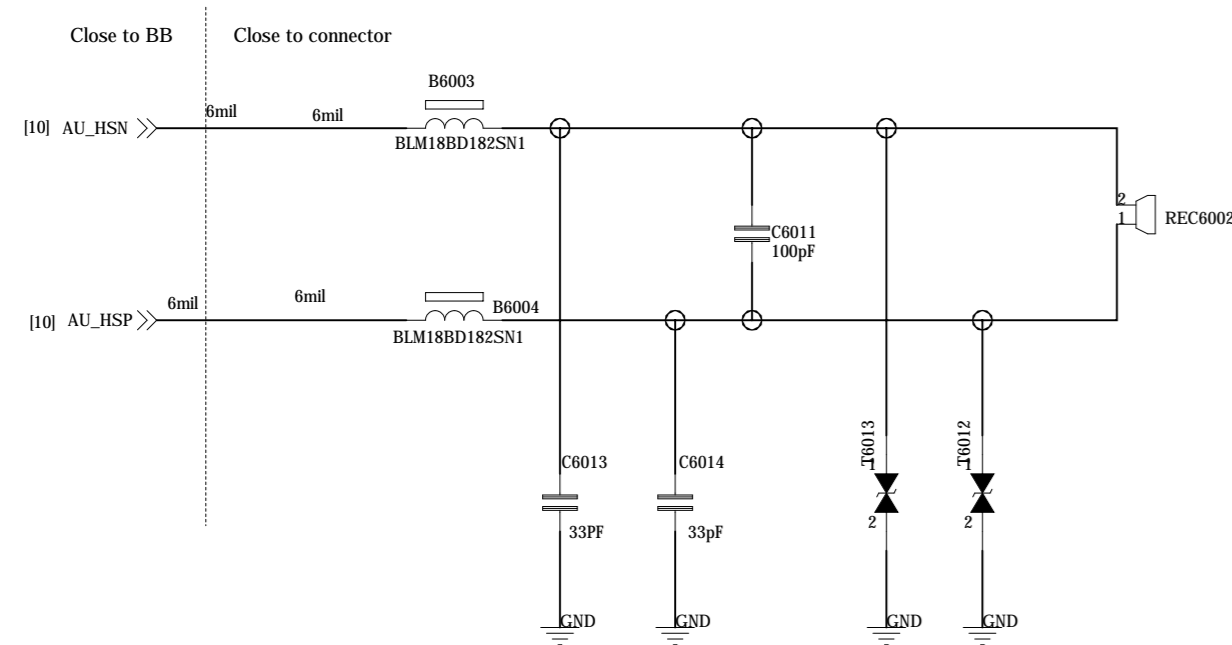 Close to BB
Close to connector
B6003
6mil
6mil
[10] AU_HSN
BLM18BD182SN1
2
1
REC6002
C6011
100pF
6mil
6mil
B6004
[10] AU_HSP
BLM18BD182SN1
T6013
T6012
C6013
C6014
1
1
2
2
33PF
33pF
GND
GND
GND
GND